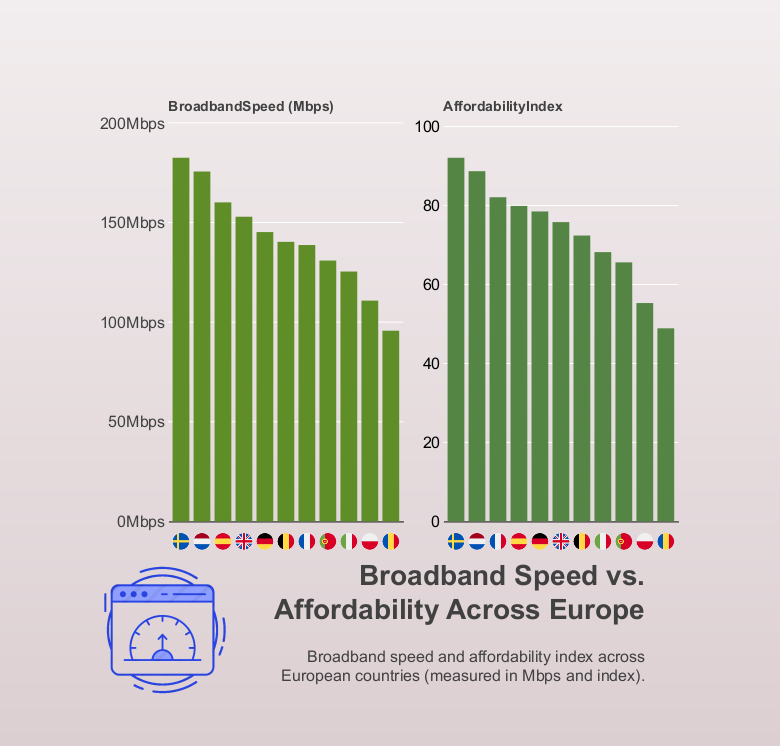 BroadbandSpeed (Mbps)
200Mbps
150Mbps
100Mbps
50Mbps
0Mbps
AffordabilityIndex
100
80
60
40
20
0
Broadband Speed vs.
Affordability Across Europe
Broadband speed and affordability index across
European countries (measured in Mbps and index).